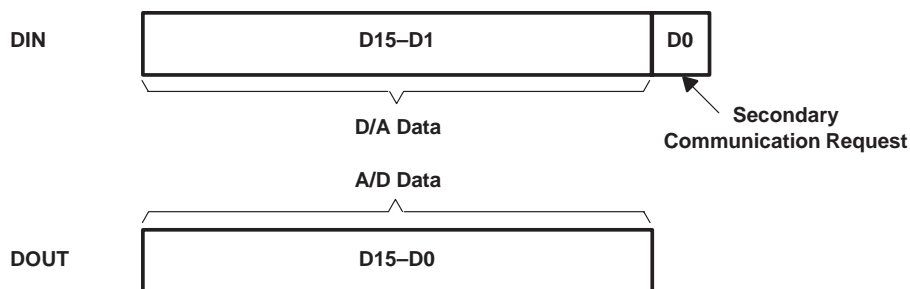 DIN
D15–D1
D0
D/A Data
Secondary
Communication Request
A/D Data
DOUT
D15–D0